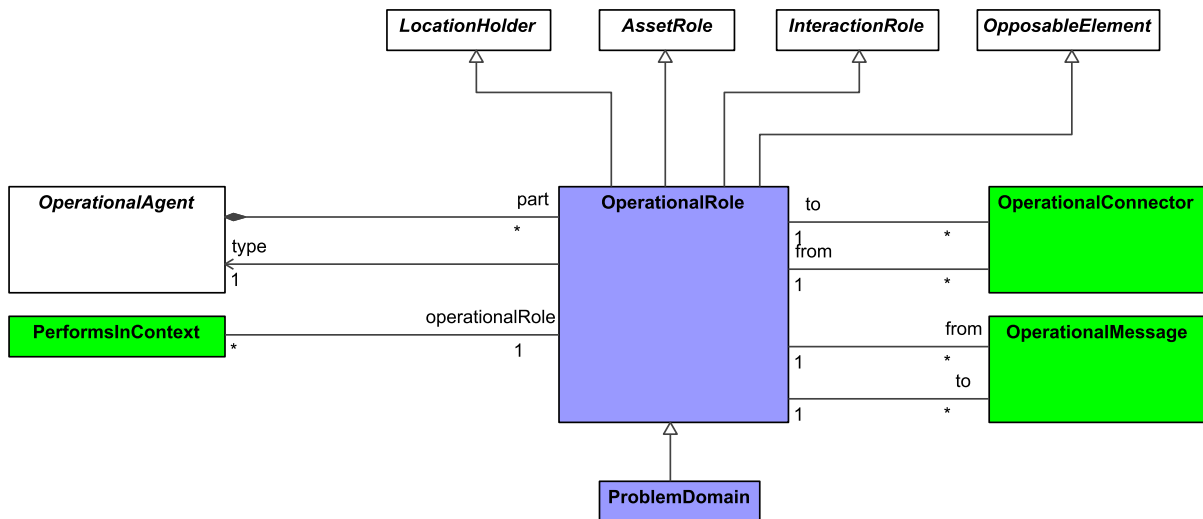 LocationHolder
AssetRole
InteractionRole
OpposableElement
OperationalAgent
part
*
type
1
OperationalRole
to
1
*
from
1
*
OperationalConnector
PerformsInContext
*
operationalRole
1
from
1
*
to
1
*
OperationalMessage
ProblemDomain